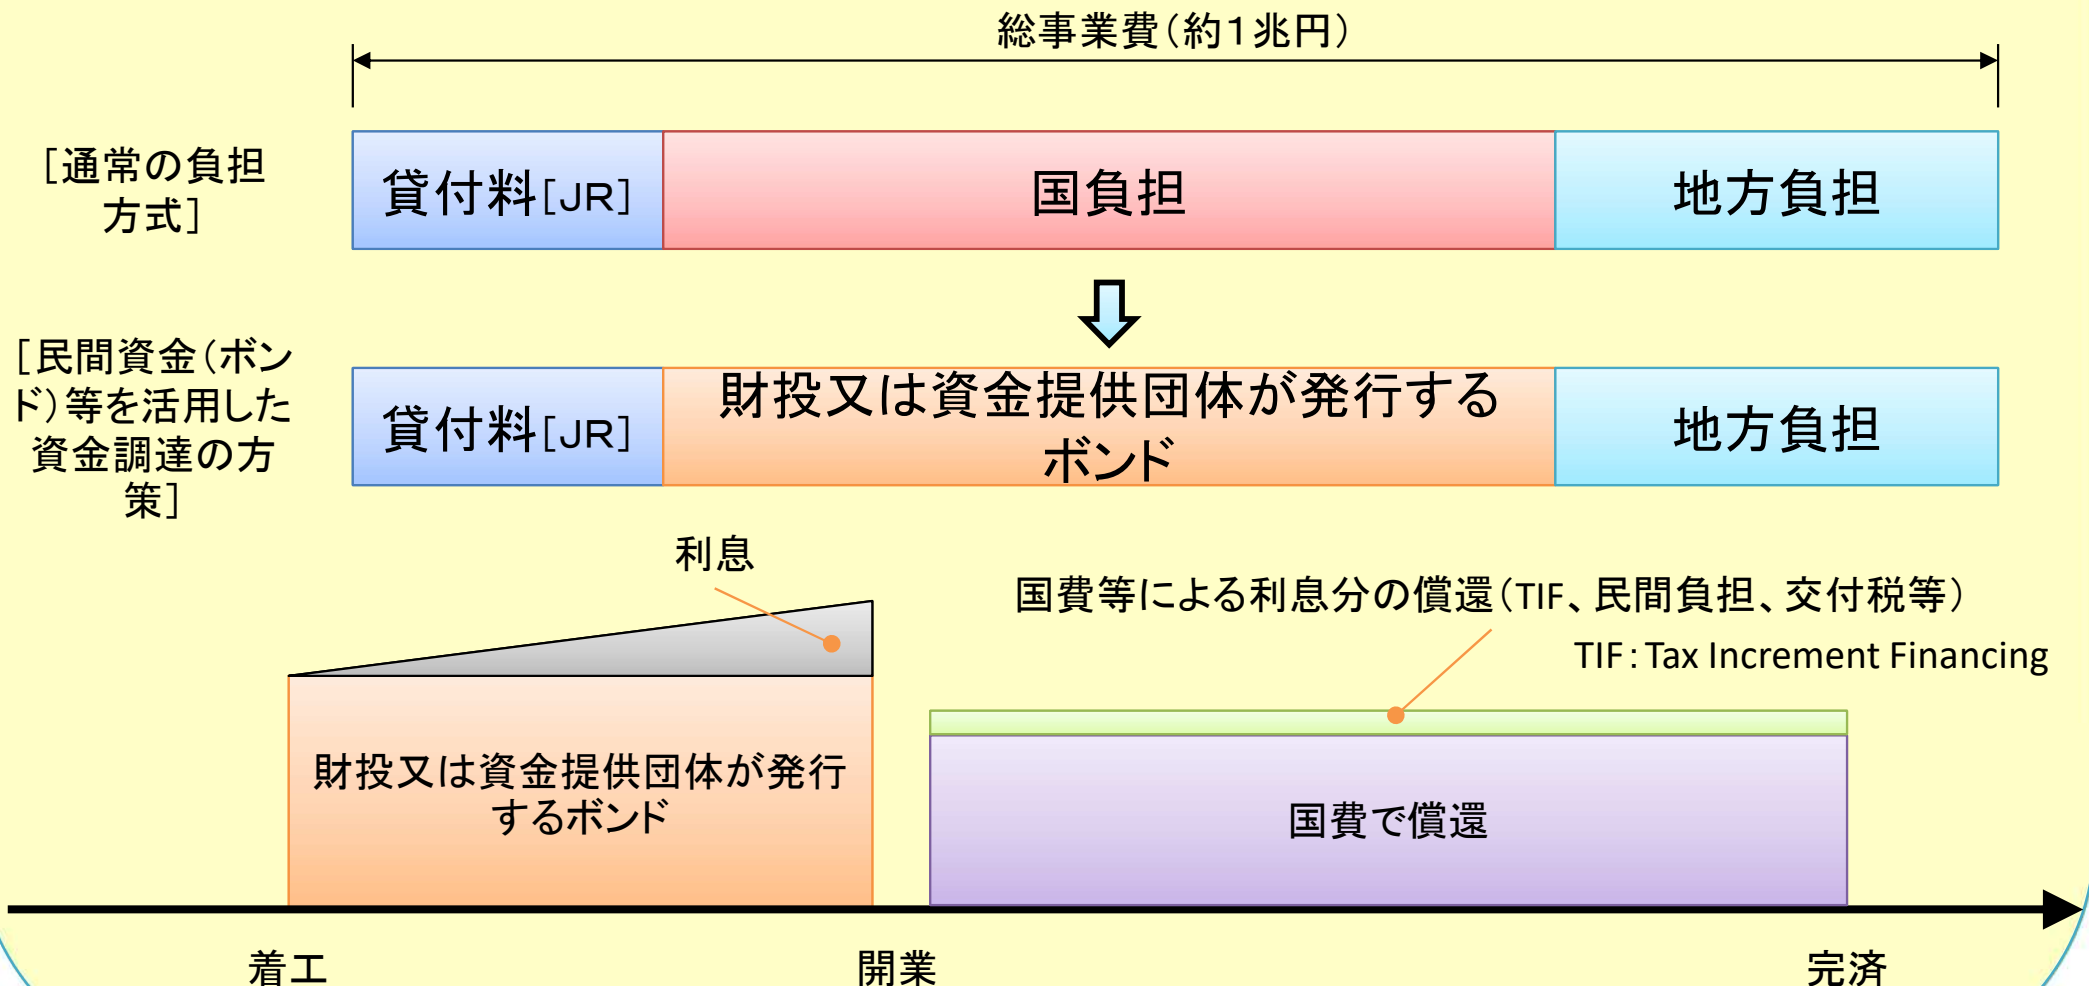 総事業費（約１兆円）
［通常の負担
方式］
貸付料［JR］
国負担
地方負担
［民間資金（ボン
ド）等を活用した
資金調達の方
策］
貸付料［JR］
財投又は資金提供団体が発行する
ボンド
地方負担
利息
国費等による利息分の償還（TIF、民間負担、交付税等）
TIF：Tax Increment Financing
財投又は資金提供団体が発行
するボンド
国費で償還
着工
開業
完済